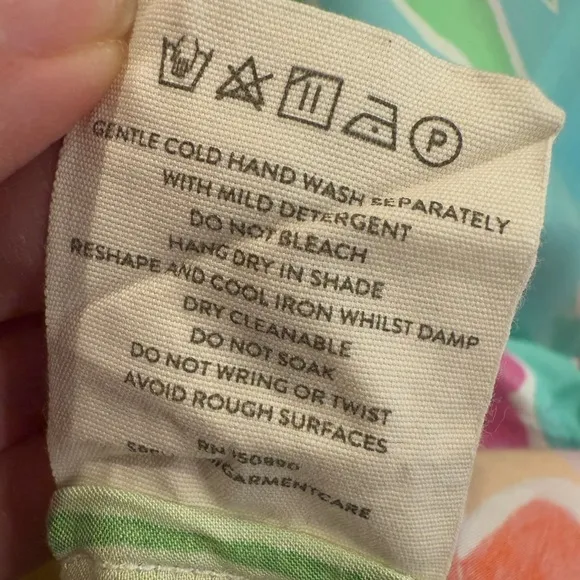 P
GENTLE COLD HAND WASH SEPARATELY
WITH MILD DETERGENT
DO NOT BLEACH
HANG DRY IN SHADE
RESHAPE AND COOL IRON WHILST DAMP
DRY CLEANABLE
DO NOT SOAK
DO NOT WRING OR TWIST
AVOID ROUGH SURFACES
RN 150890